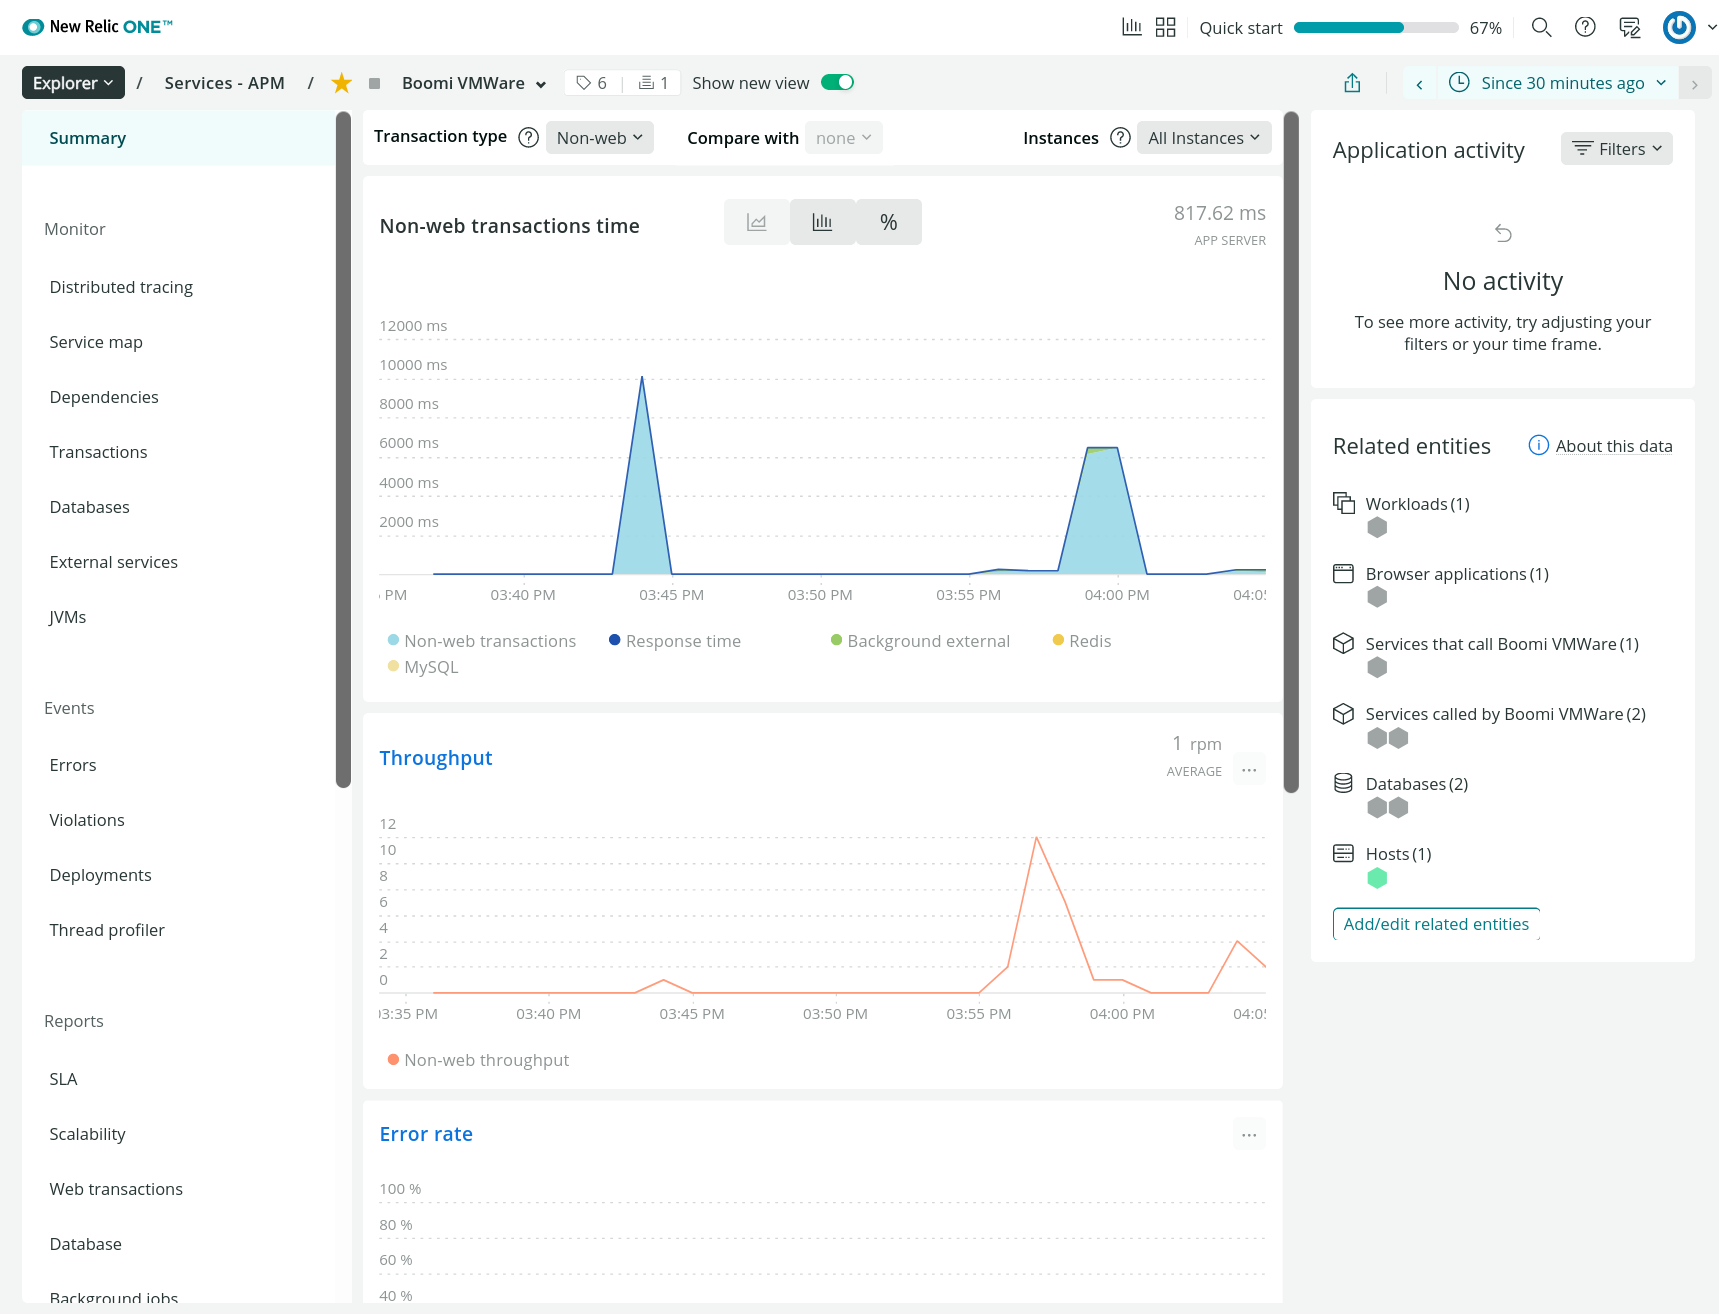 New Relic ONE™
Quick start 67%
Explorer / Services - APM / Boomi VMWare 6 | 1 Show new view
Since 30 minutes ago
Summary
Monitor
Distributed tracing
Service map
Dependencies
Transactions
Databases
External services
JVMs
Events
Errors
Violations
Deployments
Thread profiler
Reports
SLA
Scalability
Web transactions
Database
Background jobs
Transaction type ? Non-web Compare with none Instances ? All Instances
Non-web transactions time % 817.62 ms
APP SERVER
12000 ms
10000 ms
8000 ms
6000 ms
4000 ms
2000 ms
PM 03:40 PM 03:45 PM 03:50 PM 03:55 PM 04:00 PM 04:05
Non-web transactions Response time Background external Redis
MySQL
Throughput 1 rpm
AVERAGE ...
12
10
8
6
4
2
0
03:35 PM 03:40 PM 03:45 PM 03:50 PM 03:55 PM 04:00 PM 04:05
Non-web throughput
Error rate ...
100 %
80 %
60 %
40 %
Application activity Filters
No activity
To see more activity, try adjusting your
filters or your time frame.
Related entities About this data
Workloads (1)
Browser applications (1)
Services that call Boomi VMWare (1)
Services called by Boomi VMWare (2)
Databases (2)
Hosts (1)
Add/edit related entities